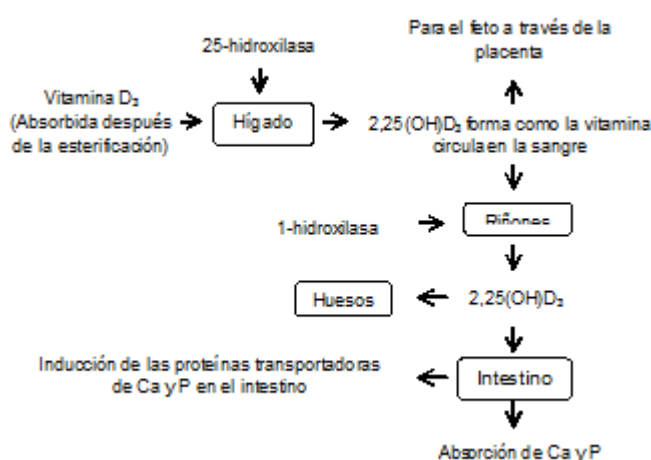 Para el feto a través de la
placenta
25-hidroxilasa
Vitamina D₃
(Absorbida después
de la esterificación)
Hígado
2,25(OH)D₃ forma como la vitamina
circula en la sangre
1-hidroxilasa
Riñones
Huesos
2,25(OH)D₃
Inducción de las proteínas transportadoras
de Ca y P en el intestino
Intestino
Absorción de Ca y P